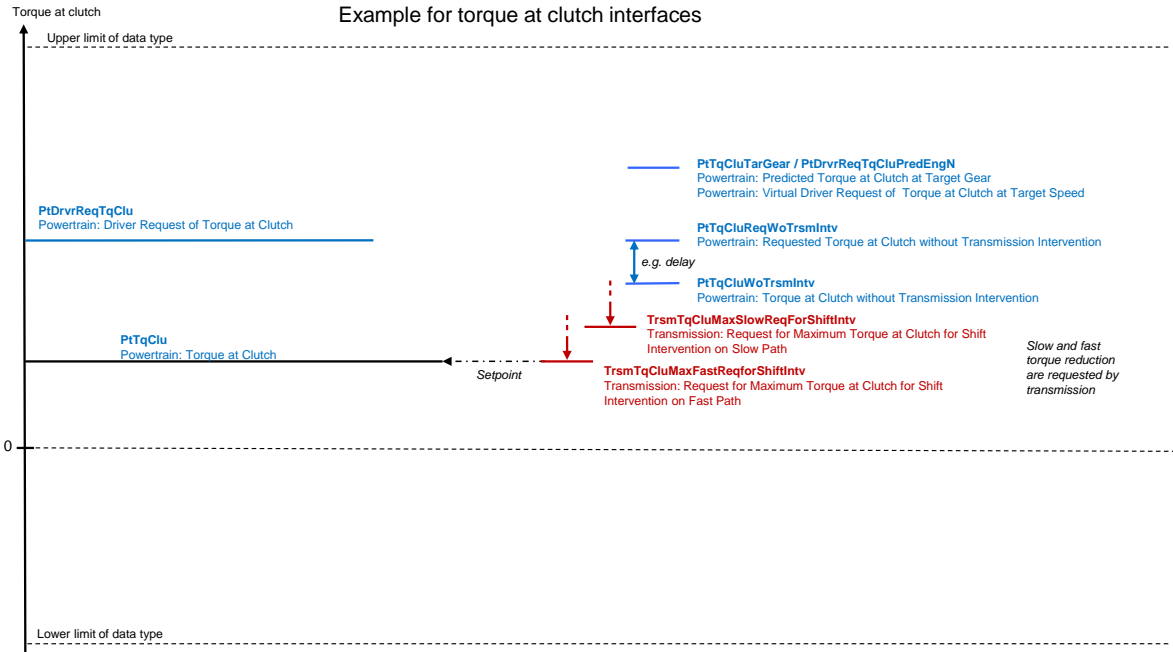 Torque at clutch
Example for torque at clutch interfaces
Upper limit of data type
PtTqCluTarGear / PtDrvrReqTqCluPredEngN
Powertrain: Predicted Torque at Clutch at Target Gear
Powertrain: Virtual Driver Request of Torque at Clutch at Target Speed
PtDrvrReqTqClu
Powertrain: Driver Request of Torque at Clutch
PtTqCluReqWoTrsmIntv
Powertrain: Requested Torque at Clutch without Transmission Intervention
e.g. delay
PtTqCluWoTrsmIntv
Powertrain: Torque at Clutch without Transmission Intervention
TrsmTqCluMaxSlowReqForShiftIntv
Transmission: Request for Maximum Torque at Clutch for Shift
Intervention on Slow Path
PtTqClu
Powertrain: Torque at Clutch
Setpoint
TrsmTqCluMaxFastReqforShiftIntv
Transmission: Request for Maximum Torque at Clutch for Shift
Intervention on Fast Path
Slow and fast
torque reduction
are requested by
transmission
0
Lower limit of data type